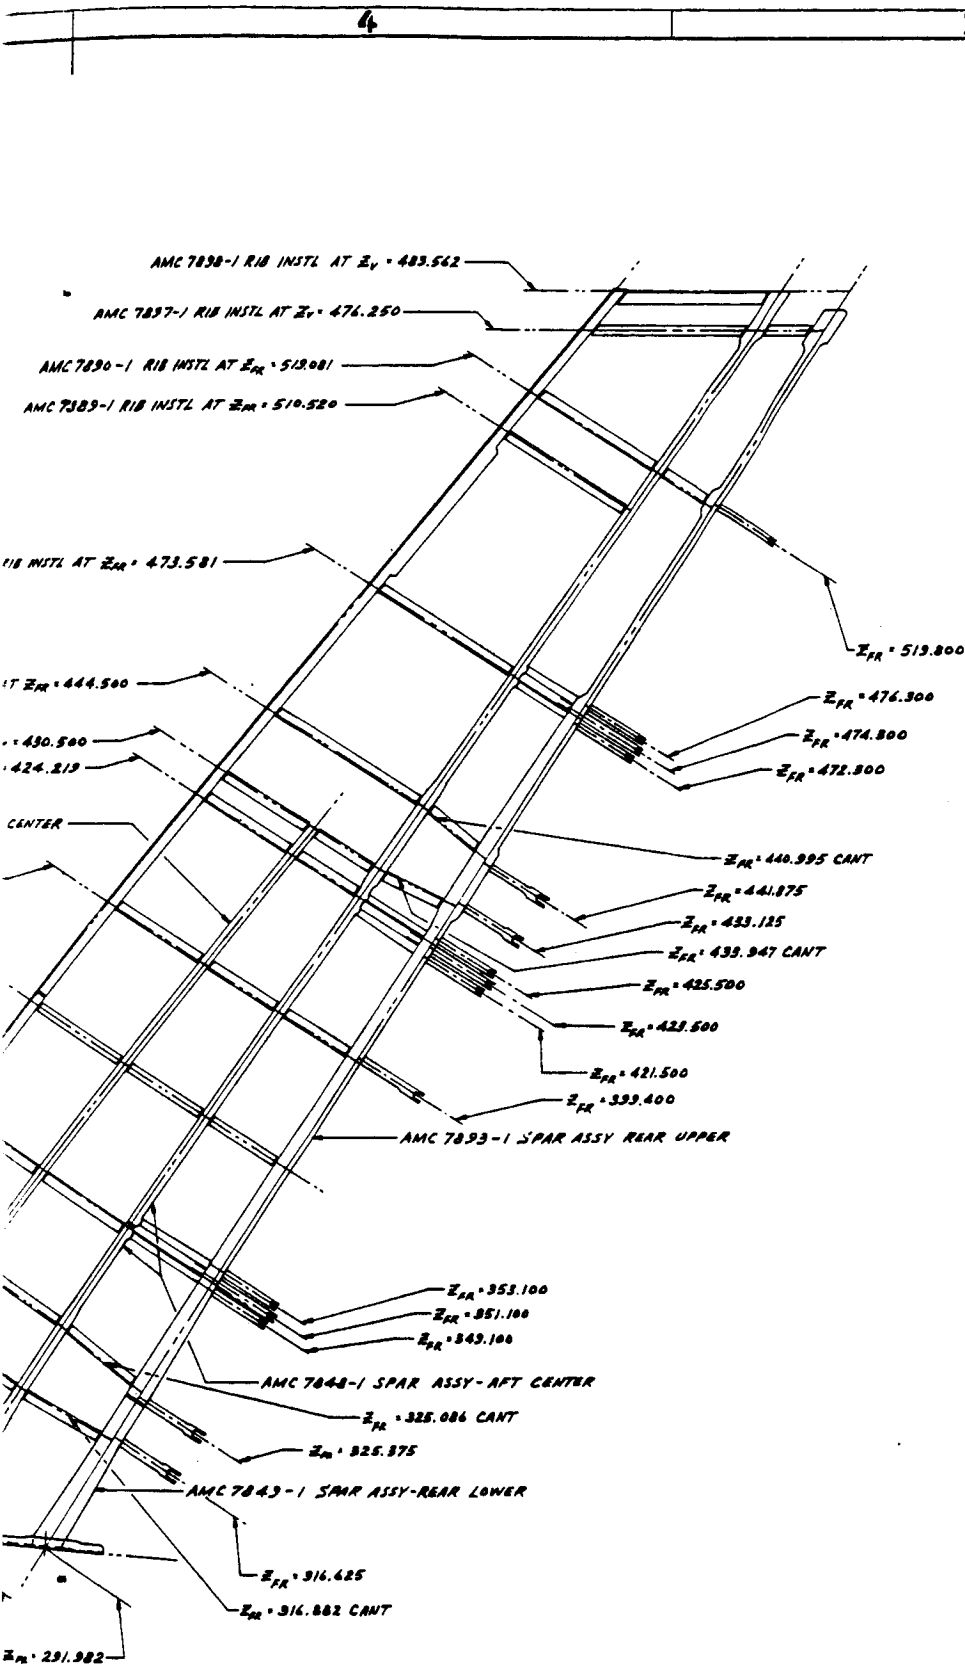 4
AMC 7898-1 RIB INSTL AT ZV = 483.562
AMC 7897-1 RIB INSTL AT ZV = 476.250
AMC 7890-1 RIB INSTL AT ZFR = 519.081
AMC 7889-1 RIB INSTL AT ZFR = 510.520
RIB INSTL AT ZFR = 473.581
ZFR = 519.800
ZFR = 444.500
ZFR = 476.300
= 430.500
ZFR = 474.800
424.219
ZFR = 472.300
CENTER
ZFR = 440.995 CANT
ZFR = 441.875
ZFR = 433.125
ZFR = 433.947 CANT
ZFR = 425.500
ZFR = 423.500
ZFR = 421.500
ZFR = 399.400
AMC 7893-1 SPAR ASSY REAR UPPER
ZFR = 353.100
ZFR = 351.100
ZFR = 349.100
AMC 7848-1 SPAR ASSY-AFT CENTER
ZFR = 325.086 CANT
ZFR = 325.375
AMC 7849-1 SPAR ASSY-REAR LOWER
ZFR = 316.625
ZFR = 316.882 CANT
ZFR = 291.982